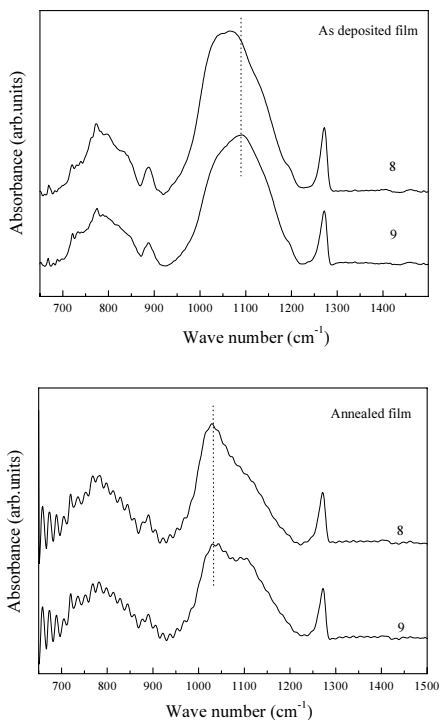 As deposited film
Absorbance (arb.units)
8
9
700 800 900 1000 1100 1200 1300 1400
Wave number (cm-1)
Annealed film
Absorbance (arb.units)
8
9
700 800 900 1000 1100 1200 1300 1400 1500
Wave number (cm-1)